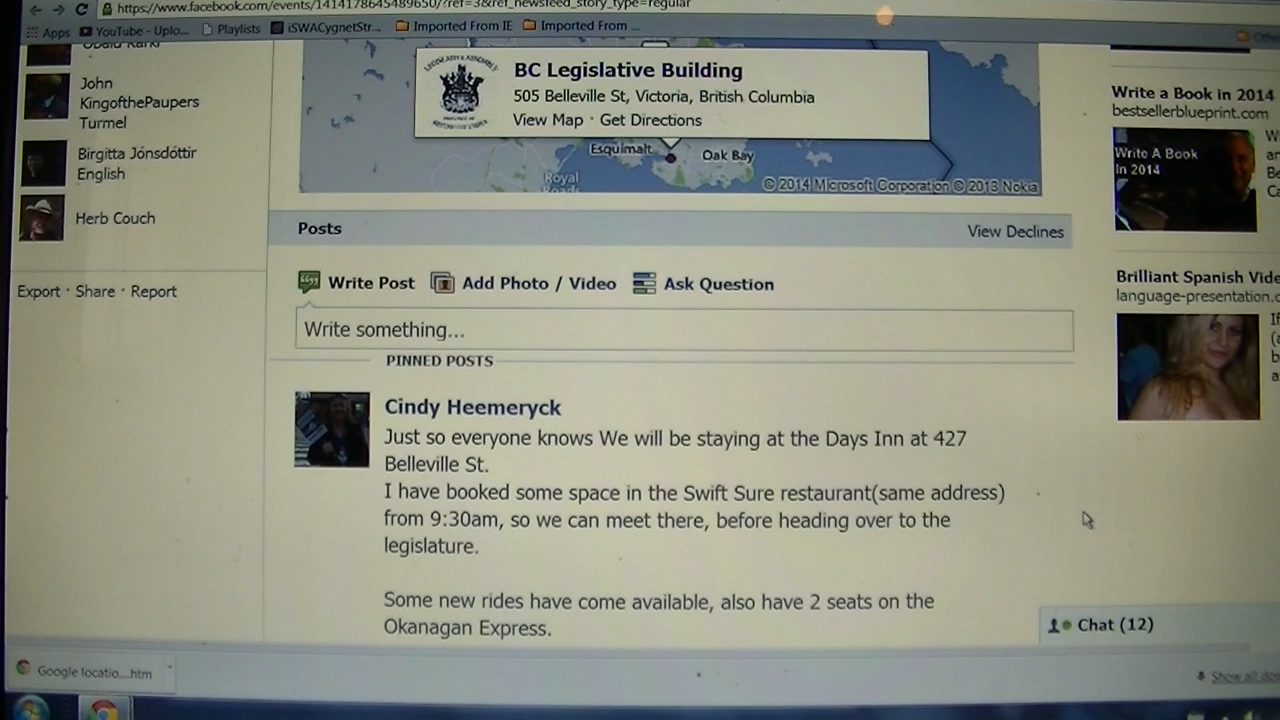 https://www.facebook.com/events/1414178645489650/?ref=3&ref_newsfeed_story_type=regular
Apps
YouTube - Uplo...
Playlists
iSWACygnetStr...
Imported From IE
Imported From ...
John
KingofthePaupers
Turmel
Birgitta Jónsdóttir
English
Herb Couch
Export · Share · Report
BC Legislative Building
505 Belleville St, Victoria, British Columbia
View Map · Get Directions
Esquimalt
Oak Bay
Royal
Roads
© 2014 Microsoft Corporation © 2013 Nokia
Posts
View Declines
Write Post
Add Photo / Video
Ask Question
Write something...
PINNED POSTS
Cindy Heemeryck
Just so everyone knows We will be staying at the Days Inn at 427
Belleville St.
I have booked some space in the Swift Sure restaurant(same address)
from 9:30am, so we can meet there, before heading over to the
legislature.
Some new rides have come available, also have 2 seats on the
Okanagan Express.
Write a Book in 2014
bestsellerblueprint.com
Write A Book
In 2014
Brilliant Spanish Vide
language-presentation.c
Chat (12)
Google locatio....htm
Show all do